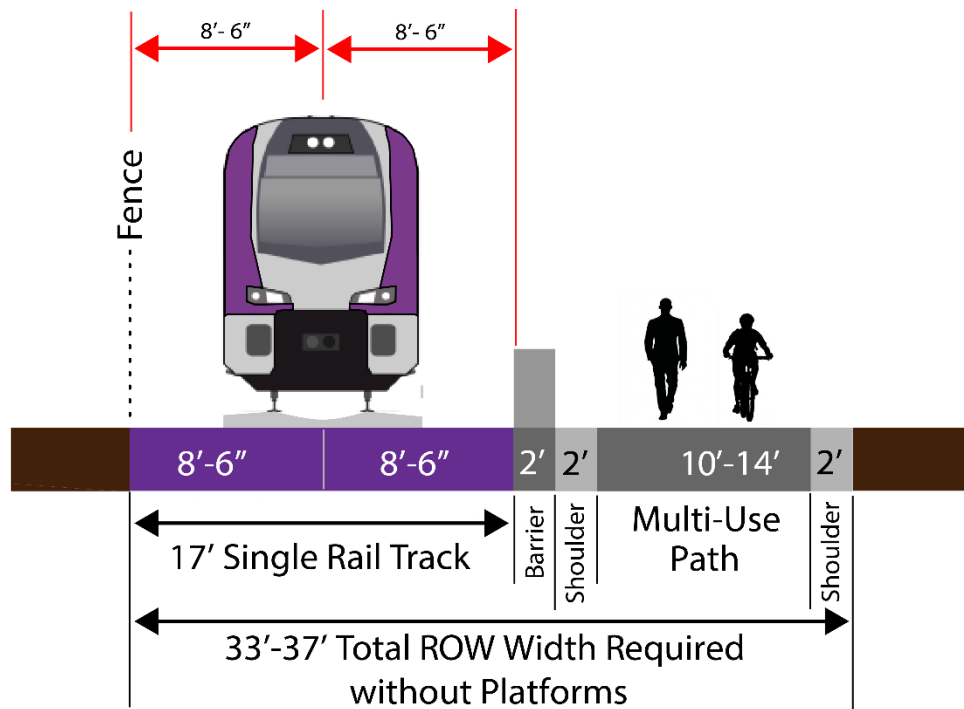 8’- 6”
8’- 6”
Fence
8’-6”
8’-6”
2’
2’
10’-14’
2’
17’ Single Rail Track
Barrier
Shoulder
Multi-Use
Path
Shoulder
33’-37’ Total ROW Width Required
without Platforms